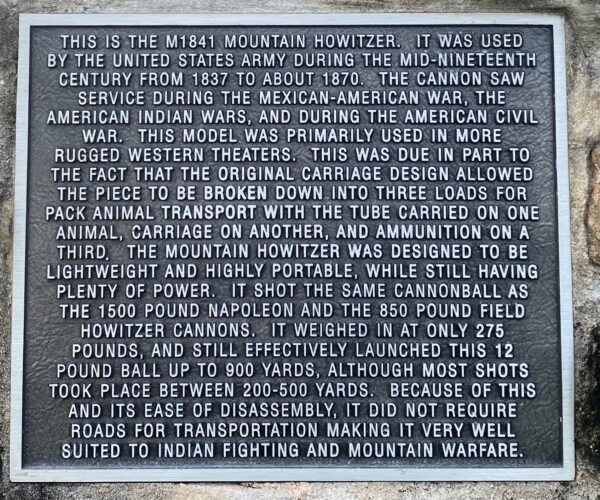 THIS IS THE M1841 MOUNTAIN HOWITZER. IT WAS USED
BY THE UNITED STATES ARMY DURING THE MID-NINETEENTH
CENTURY FROM 1837 TO ABOUT 1870. THE CANNON SAW
SERVICE DURING THE MEXICAN-AMERICAN WAR, THE
AMERICAN INDIAN WARS, AND DURING THE AMERICAN CIVIL
WAR. THIS MODEL WAS PRIMARILY USED IN MORE
RUGGED WESTERN THEATERS. THIS WAS DUE IN PART TO
THE FACT THAT THE ORIGINAL CARRIAGE DESIGN ALLOWED
THE PIECE TO BE BROKEN DOWN INTO THREE LOADS FOR
PACK ANIMAL TRANSPORT WITH THE TUBE CARRIED ON ONE
ANIMAL, CARRIAGE ON ANOTHER, AND AMMUNITION ON A
THIRD. THE MOUNTAIN HOWITZER WAS DESIGNED TO BE
LIGHTWEIGHT AND HIGHLY PORTABLE, WHILE STILL HAVING
PLENTY OF POWER. IT SHOT THE SAME CANNONBALL AS
THE 1500 POUND NAPOLEON AND THE 850 POUND FIELD
HOWITZER CANNONS. IT WEIGHED IN AT ONLY 275
POUNDS, AND STILL EFFECTIVELY LAUNCHED THIS 12
POUND BALL UP TO 900 YARDS, ALTHOUGH MOST SHOTS
TOOK PLACE BETWEEN 200-500 YARDS. BECAUSE OF THIS
AND ITS EASE OF DISASSEMBLY, IT DID NOT REQUIRE
ROADS FOR TRANSPORTATION MAKING IT VERY WELL
SUITED TO INDIAN FIGHTING AND MOUNTAIN WARFARE.